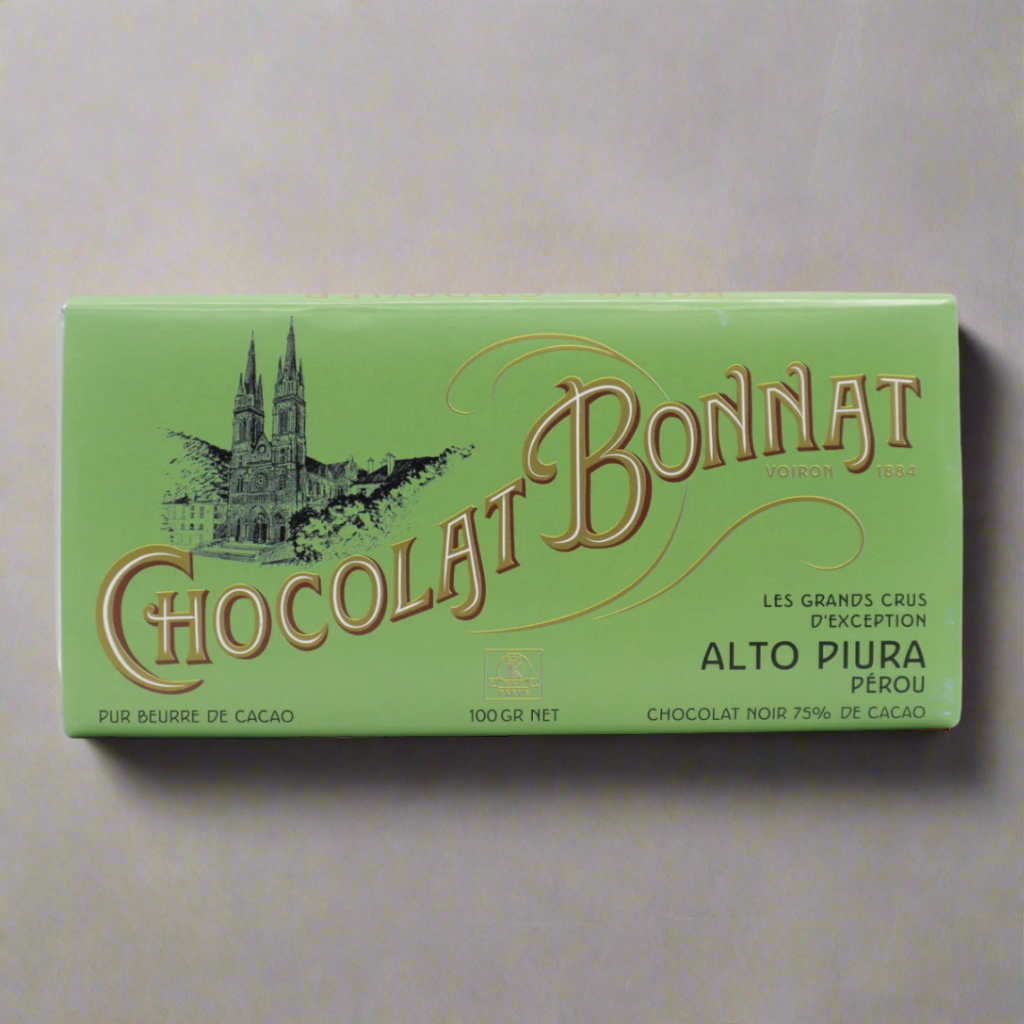 CHOCOLAT BONNAT
VOIRON 1884
LES GRANDS CRUS
D'EXCEPTION
ALTO PIURA
PÉROU
PUR BEURRE DE CACAO
100 GR NET
CHOCOLAT NOIR 75% DE CACAO